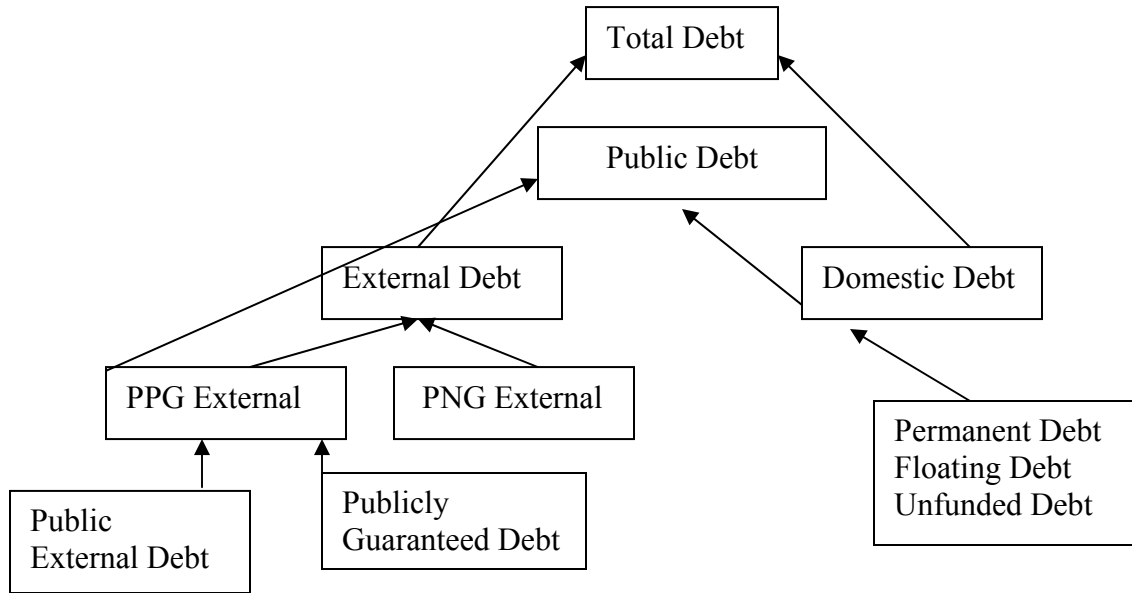 Total Debt
Public Debt
External Debt
Domestic Debt
PPG External
PNG External
Permanent Debt
Floating Debt
Unfunded Debt
Public
External Debt
Publicly
Guaranteed Debt